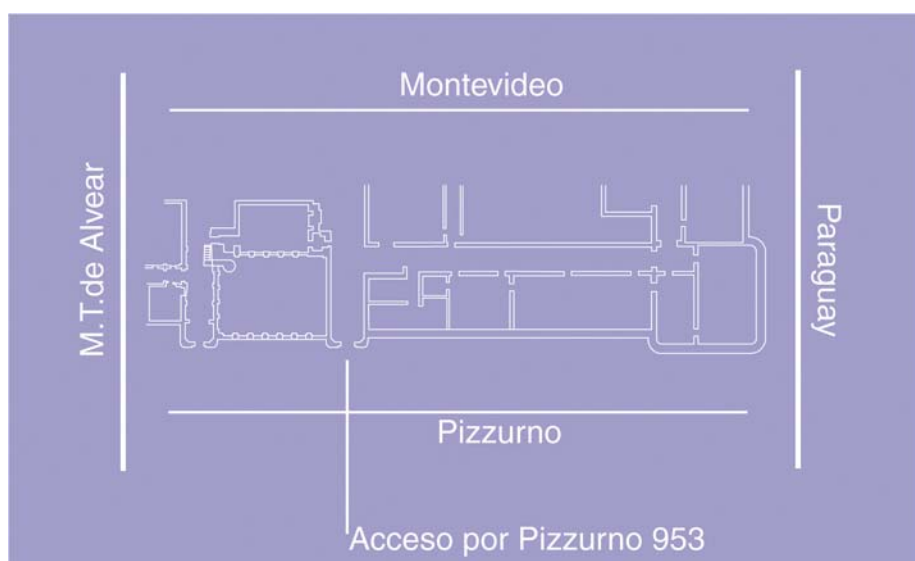 Montevideo
M.T.de Alvear
Paraguay
Pizzurno
Acceso por Pizzurno 953